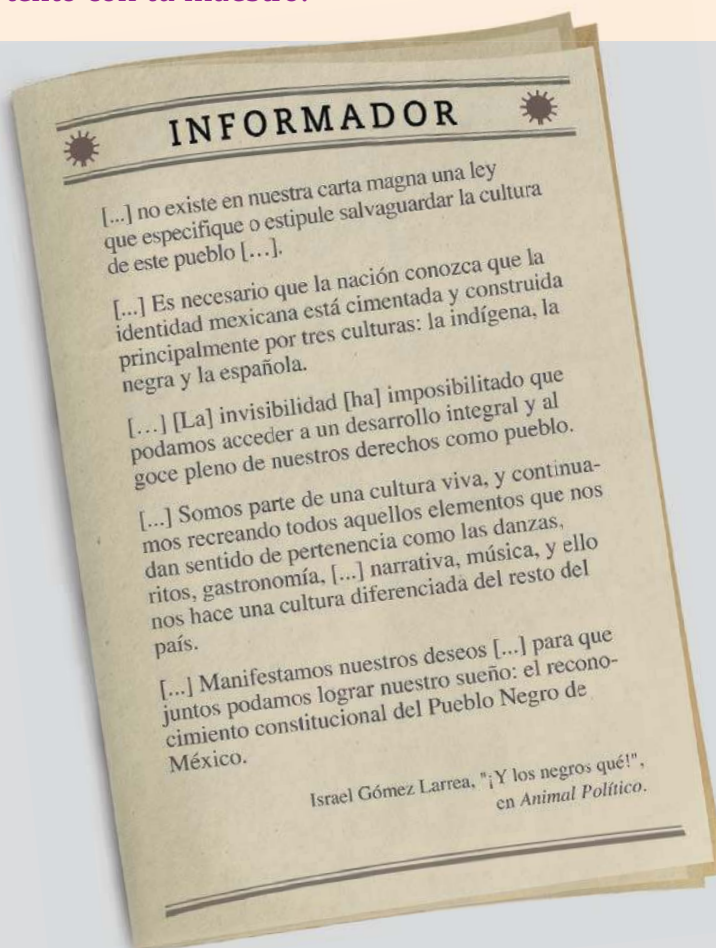 INFORMADOR
[...] no existe en nuestra carta magna una ley
que especifique o estipule salvaguardar la cultura
de este pueblo [...].
[...] Es necesario que la nación conozca que la
identidad mexicana está cimentada y construida
principalmente por tres culturas: la indígena, la
negra y la española.
[...] [La] invisibilidad [ha] imposibilitado que
podamos acceder a un desarrollo integral y al
goce pleno de nuestros derechos como pueblo.
[...] Somos parte de una cultura viva, y continua-
mos recreando todos aquellos elementos que nos
dan sentido de pertenencia como las danzas,
ritos, gastronomía, [...] narrativa, música, y ello
nos hace una cultura diferenciada del resto del
país.
[...] Manifestamos nuestros deseos [...] para que
juntos podamos lograr nuestro sueño: el recono-
cimiento constitucional del Pueblo Negro de
México.
Israel Gómez Larrea, "¡Y los negros qué!",
en Animal Político.